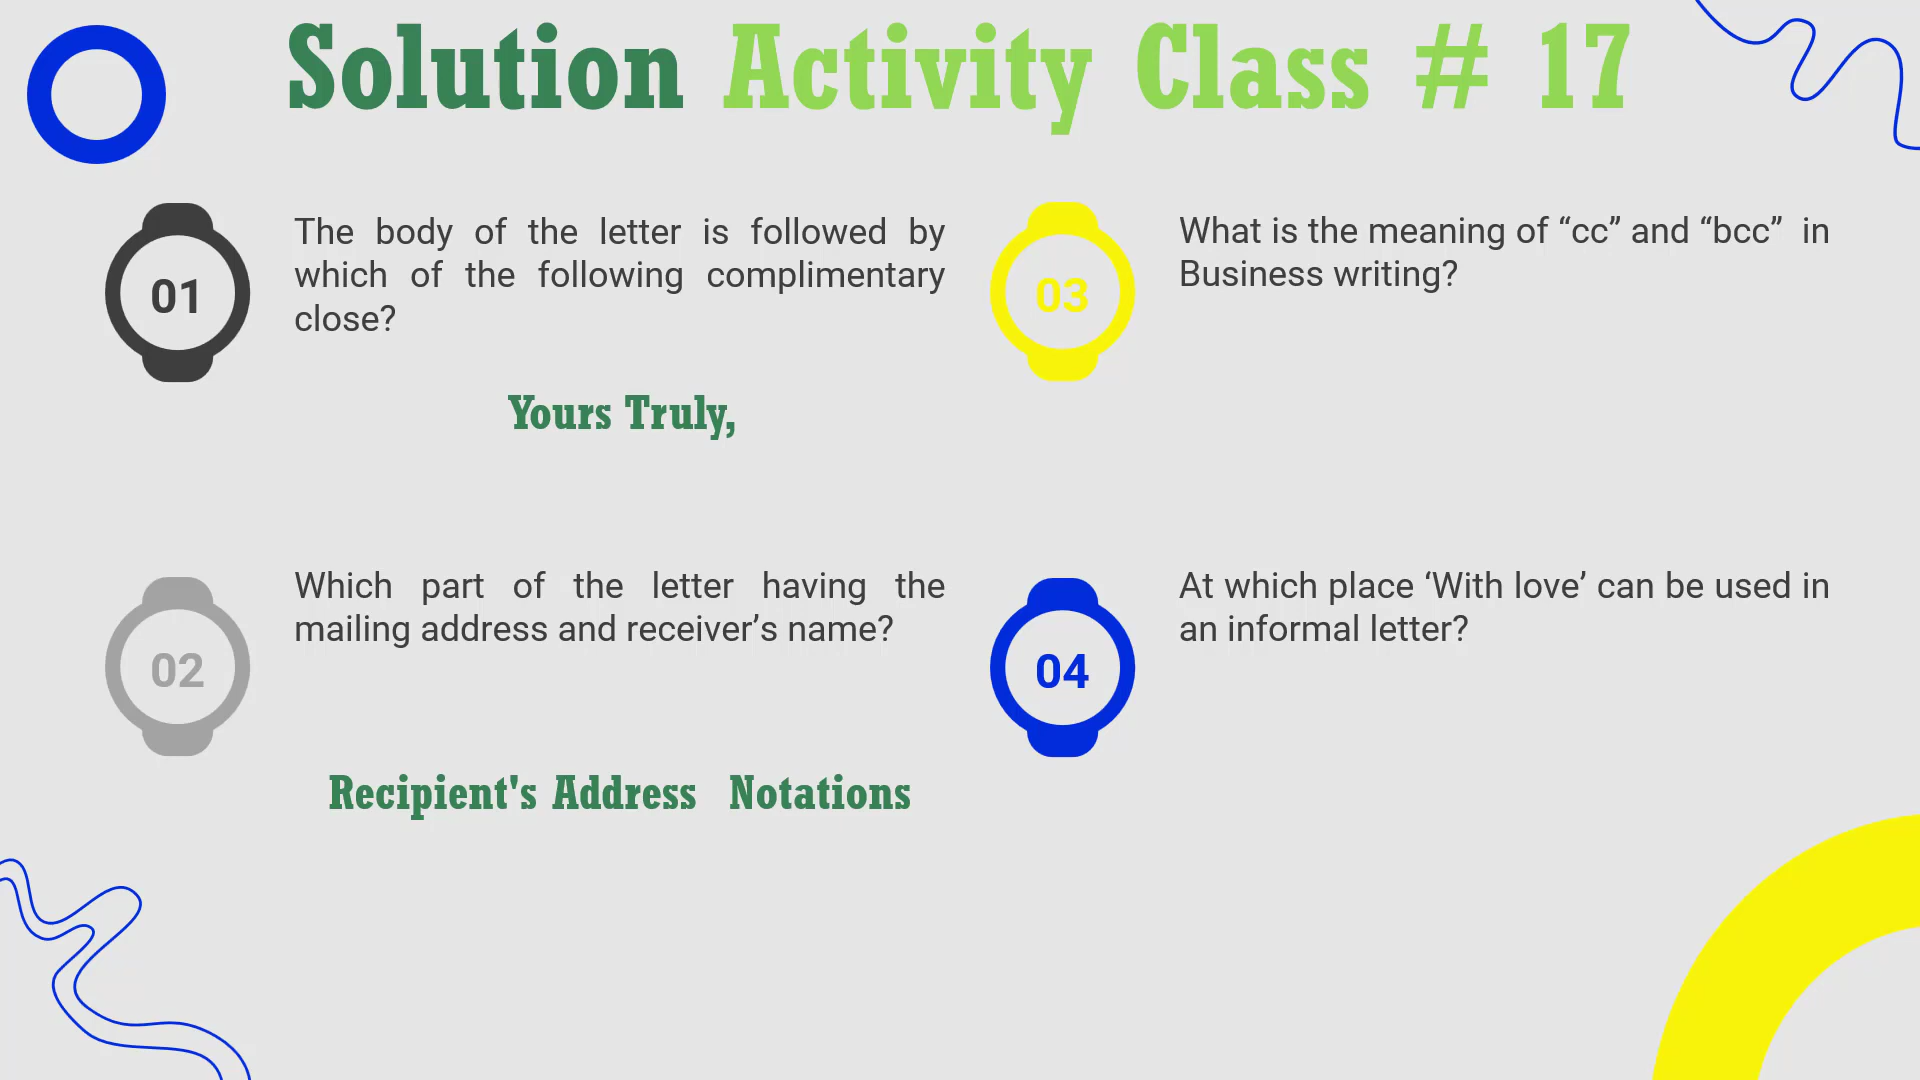 Solution Activity Class # 17
01
The body of the letter is followed by
which of the following complimentary
close?
Yours Truly,
02
Which part of the letter having the
mailing address and receiver’s name?
Recipient's Address Notations
03
What is the meaning of “cc” and “bcc” in
Business writing?
04
At which place ‘With love’ can be used in
an informal letter?